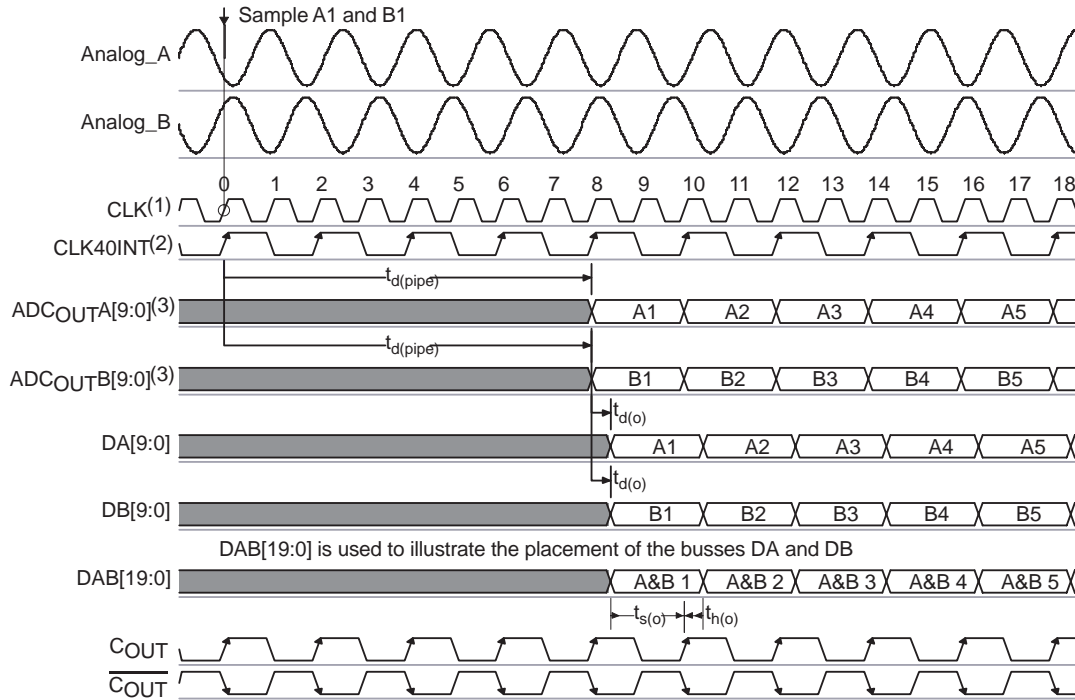 Sample A1 and B1
Analog_A
Analog_B
0 1 2 3 4 5 6 7 8 9 10 11 12 13 14 15 16 17 18
CLK(1)
CLK40INT(2)
td(pipe)
ADCOUTA[9:0](3) A1 A2 A3 A4 A5
td(pipe)
ADCOUTB[9:0](3) B1 B2 B3 B4 B5
td(o)
DA[9:0] A1 A2 A3 A4 A5
td(o)
DB[9:0] B1 B2 B3 B4 B5
DAB[19:0] is used to illustrate the placement of the busses DA and DB
DAB[19:0] A&B 1 A&B 2 A&B 3 A&B 4 A&B 5
ts(o) th(o)
COUT
COUT